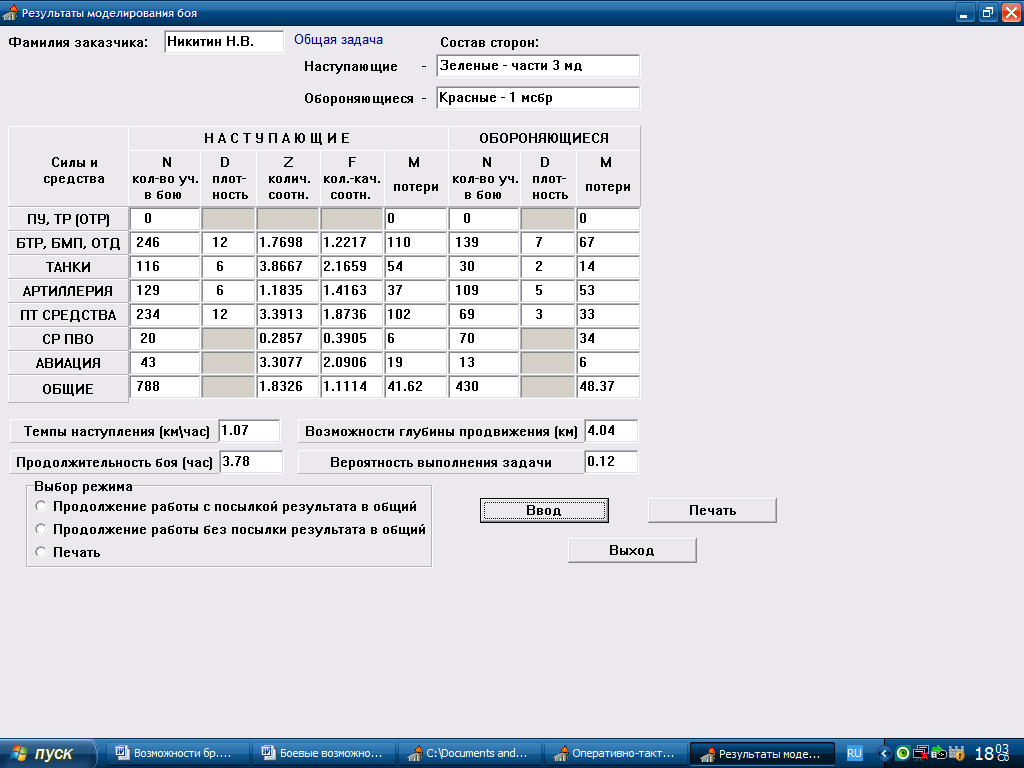 Результаты моделирования боя
Фамилия заказчика: Никитин Н.В. Общая задача Состав сторон:
Наступающие - Зеленые - части 3 мд
Обороняющиеся - Красные - 1 мсбр
Силы и средства Н А С Т У П А Ю Щ И Е ОБОРОНЯЮЩИЕСЯ
N кол-во уч. в бою D плот-ность Z колич. соотн. F кол.-кач. соотн. M потери N кол-во уч. в бою D плот-ность M потери
ПУ, ТР (ОТР) 0 0 0 0
БТР, БМП, ОТД 246 12 1.7698 1.2217 110 139 7 67
ТАНКИ 116 6 3.8667 2.1659 54 30 2 14
АРТИЛЛЕРИЯ 129 6 1.1835 1.4163 37 109 5 53
ПТ СРЕДСТВА 234 12 3.3913 1.8736 102 69 3 33
СР ПВО 20 0.2857 0.3905 6 70 34
АВИАЦИЯ 43 3.3077 2.0906 19 13 6
ОБЩИЕ 788 1.8326 1.1114 41.62 430 48.37
Темпы наступления (км\час) 1.07 Возможности глубины продвижения (км) 4.04
Продолжительность боя (час) 3.78 Вероятность выполнения задачи 0.12
Выбор режима
Продолжение работы с посылкой результата в общий
Продолжение работы без посылки результата в общий
Печать
Ввод Печать
Выход
пуск Возможности бр.... Боевые возможно... C:\Documents and... Оперативно-такт... Результаты моде... RU 18 03 Сб